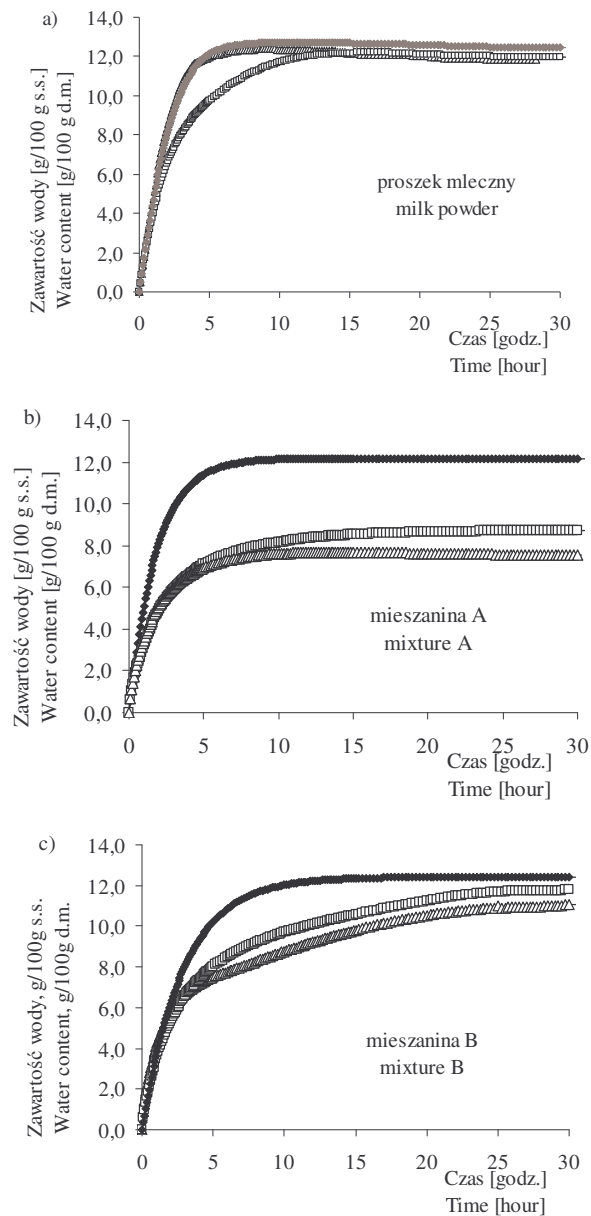 a)
Zawartość wody [g/100 g s.s.]
Water content [g/100 g d.m.]
14,0
12,0
10,0
8,0
6,0
4,0
2,0
0,0
proszek mleczny
milk powder
0 5 10 15 20 25 30
Czas [godz.]
Time [hour]
b)
Zawartość wody [g/100 g s.s.]
Water content [g/100 g d.m.]
14,0
12,0
10,0
8,0
6,0
4,0
2,0
0,0
mieszanina A
mixture A
0 5 10 15 20 25 30
Czas [godz.]
Time [hour]
c)
Zawartość wody, g/100g s.s.
Water content, g/100g d.m.
14,0
12,0
10,0
8,0
6,0
4,0
2,0
0,0
mieszanina B
mixture B
0 5 10 15 20 25 30
Czas [godz.]
Time [hour]